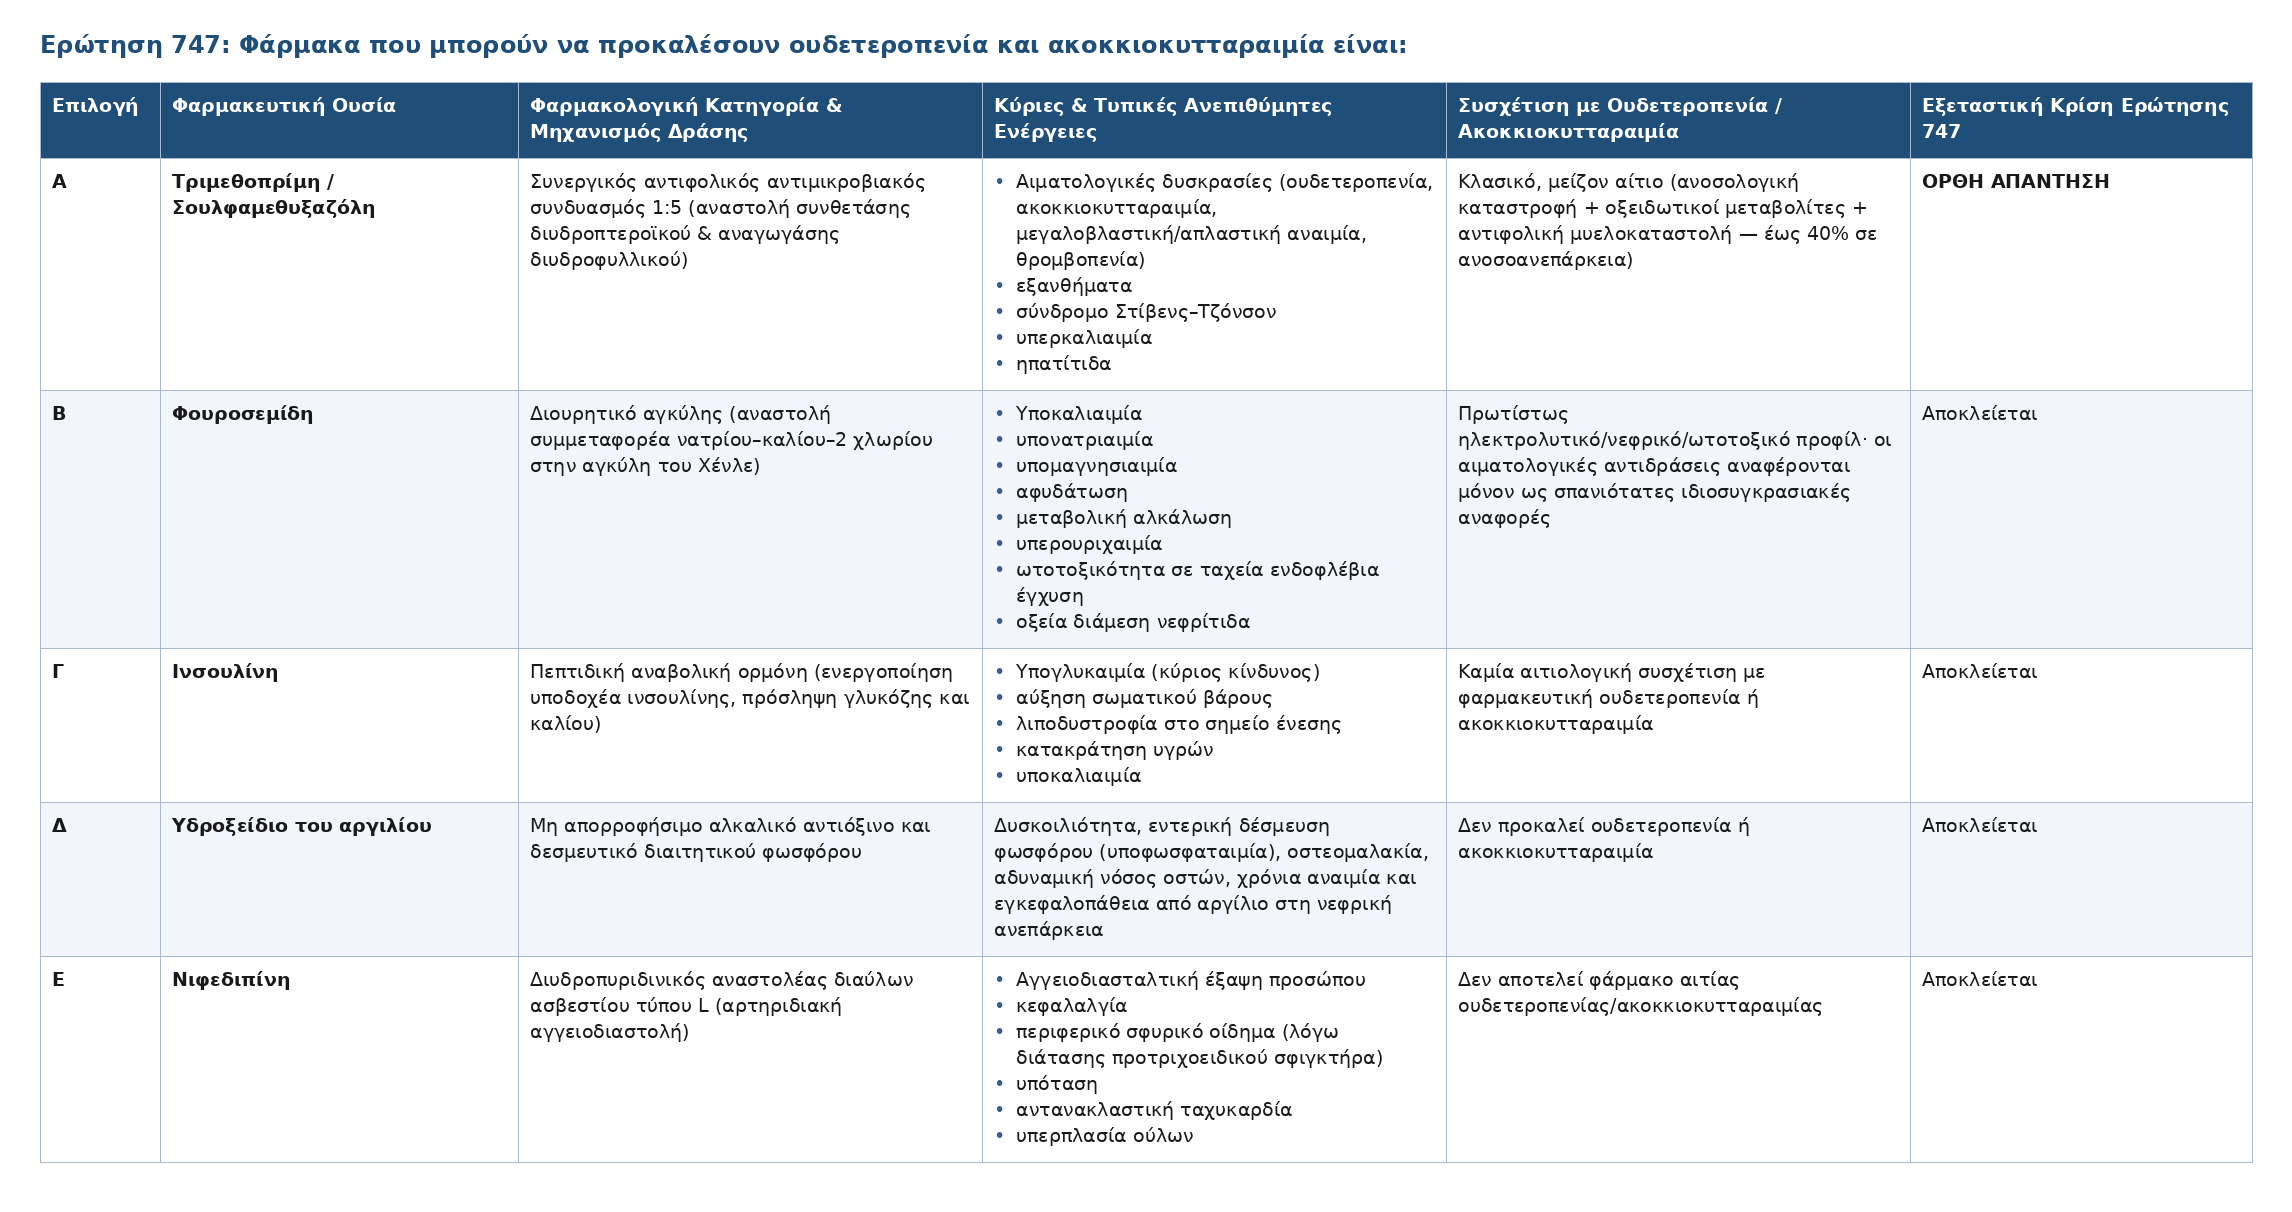 Ερώτηση 747: Φάρμακα που μπορούν να προκαλέσουν ουδετεροπενία και ακοκκιοκυτταραιμία είναι:
Επιλογή
Φαρμακευτική Ουσία
Φαρμακολογική Κατηγορία &
Μηχανισμός Δράσης
Κύριες & Τυπικές Ανεπιθύμητες
Ενέργειες
Συσχέτιση με Ουδετεροπενία /
Ακοκκιοκυτταραιμία
Εξεταστική Κρίση Ερώτησης
747
Α
Τριμεθοπρίμη /
Σουλφαμεθυξαζόλη
Συνεργικός αντιφολικός αντιμικροβιακός
συνδυασμός 1:5 (αναστολή συνθετάσης
διυδροπτεροϊκού & αναγωγάσης
διυδροφυλλικού)
• Αιματολογικές δυσκρασίες (ουδετεροπενία,
ακοκκιοκυτταραιμία,
μεγαλοβλαστική/απλαστική αναιμία,
θρομβοπενία)
• εξανθήματα
• σύνδρομο Στίβενς–Τζόνσον
• υπερκαλιαιμία
• ηπατίτιδα
Κλασικό, μείζον αίτιο (ανοσολογική
καταστροφή + οξειδωτικοί μεταβολίτες +
αντιφολική μυελοκαταστολή — έως 40% σε
ανοσοανεπάρκεια)
ΟΡΘΗ ΑΠΑΝΤΗΣΗ
Β
Φουροσεμίδη
Διουρητικό αγκύλης (αναστολή
συμμεταφορέα νατρίου–καλίου–2 χλωρίου
στην αγκύλη του Χένλε)
• Υποκαλιαιμία
• υπονατριαιμία
• υπομαγνησιαιμία
• αφυδάτωση
• μεταβολική αλκάλωση
• υπερουριχαιμία
• ωτοτοξικότητα σε ταχεία ενδοφλέβια
έγχυση
• οξεία διάμεση νεφρίτιδα
Πρωτίστως
ηλεκτρολυτικό/νεφρικό/ωτοτοξικό προφίλ· οι
αιματολογικές αντιδράσεις αναφέρονται
μόνον ως σπανιότατες ιδιοσυγκρασιακές
αναφορές
Αποκλείεται
Γ
Ινσουλίνη
Πεπτιδική αναβολική ορμόνη (ενεργοποίηση
υποδοχέα ινσουλίνης, πρόσληψη γλυκόζης και
καλίου)
• Υπογλυκαιμία (κύριος κίνδυνος)
• αύξηση σωματικού βάρους
• λιποδυστροφία στο σημείο ένεσης
• κατακράτηση υγρών
• υποκαλιαιμία
Καμία αιτιολογική συσχέτιση με
φαρμακευτική ουδετεροπενία ή
ακοκκιοκυτταραιμία
Αποκλείεται
Δ
Υδροξείδιο του αργιλίου
Μη απορροφήσιμο αλκαλικό αντιόξινο και
δεσμευτικό διαιτητικού φωσφόρου
Δυσκοιλιότητα, εντερική δέσμευση
φωσφόρου (υποφωσφαταιμία), οστεομαλακία,
αδυναμική νόσος οστών, χρόνια αναιμία και
εγκεφαλοπάθεια από αργίλιο στη νεφρική
ανεπάρκεια
Δεν προκαλεί ουδετεροπενία ή
ακοκκιοκυτταραιμία
Αποκλείεται
Ε
Νιφεδιπίνη
Διυδροπυριδινικός αναστολέας διαύλων
ασβεστίου τύπου L (αρτηριδιακή
αγγειοδιαστολή)
• Αγγειοδιασταλτική έξαψη προσώπου
• κεφαλαλγία
• περιφερικό σφυρικό οίδημα (λόγω
διάτασης προτριχοειδικού σφιγκτήρα)
• υπόταση
• αντανακλαστική ταχυκαρδία
• υπερπλασία ούλων
Δεν αποτελεί φάρμακο αιτίας
ουδετεροπενίας/ακοκκιοκυτταραιμίας
Αποκλείεται